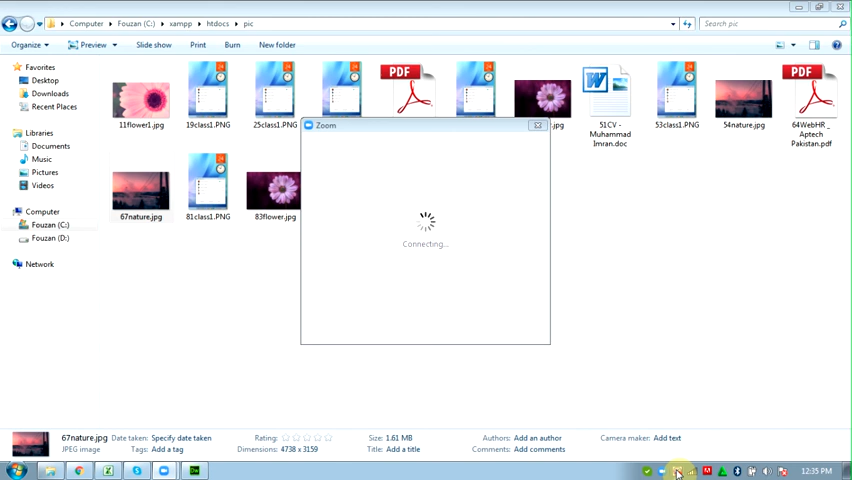 Computer Fouzan (C:) xampp htdocs pic
Search pic
Organize Preview Slide show Print Burn New folder
Favorites
Desktop
Downloads
Recent Places
Libraries
Documents
Music
Pictures
Videos
Computer
Fouzan (C:)
Fouzan (D:)
Network
PDF
W
PDF
11flower1.jpg 19class1.PNG 25class1.PNG .jpg 51CV - 53class1.PNG 54nature.jpg 64WebHR _
Muhammad Aptech
Imran.doc Pakistan.pdf
67nature.jpg 81class1.PNG 83flower.jpg
Zoom
Connecting...
67nature.jpg Date taken: Specify date taken Rating: Size: 1.61 MB Authors: Add an author Camera maker: Add text
JPEG image Tags: Add a tag Dimensions: 4738 x 3159 Title: Add a title Comments: Add comments
Dw
12:35 PM